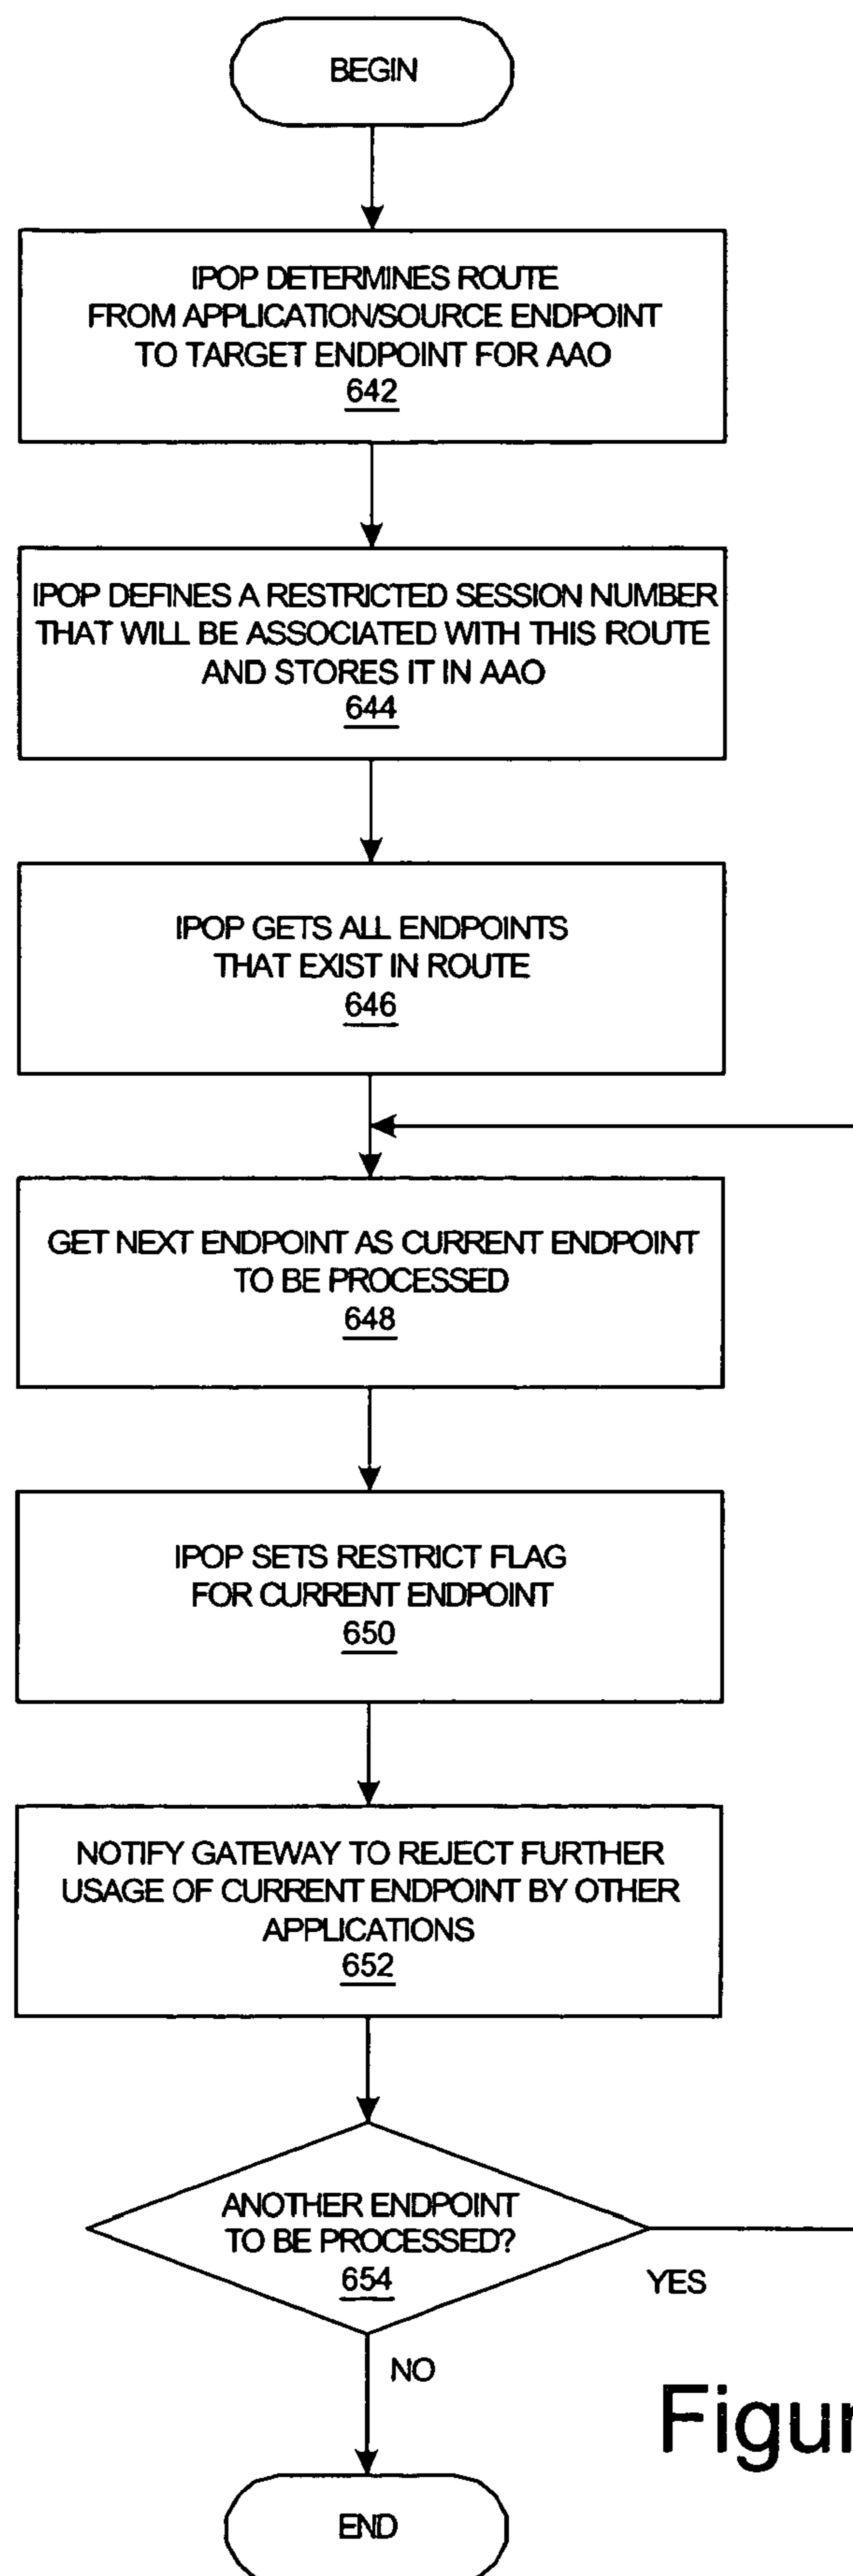 BEGIN
IPOP DETERMINES ROUTE
FROM APPLICATION/SOURCE ENDPOINT
TO TARGET ENDPOINT FOR AAO
642
IPOP DEFINES A RESTRICTED SESSION NUMBER
THAT WILL BE ASSOCIATED WITH THIS ROUTE
AND STORES IT IN AAO
644
IPOP GETS ALL ENDPOINTS
THAT EXIST IN ROUTE
646
GET NEXT ENDPOINT AS CURRENT ENDPOINT
TO BE PROCESSED
648
IPOP SETS RESTRICT FLAG
FOR CURRENT ENDPOINT
650
NOTIFY GATEWAY TO REJECT FURTHER
USAGE OF CURRENT ENDPOINT BY OTHER
APPLICATIONS
652
ANOTHER ENDPOINT
TO BE PROCESSED?
654
YES
NO
END